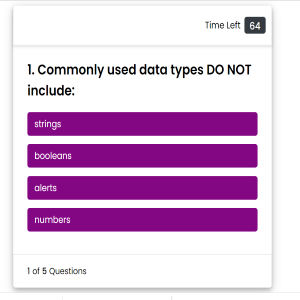 Time Left 64
1. Commonly used data types DO NOT
include:
strings
booleans
alerts
numbers
1 of 5 Questions